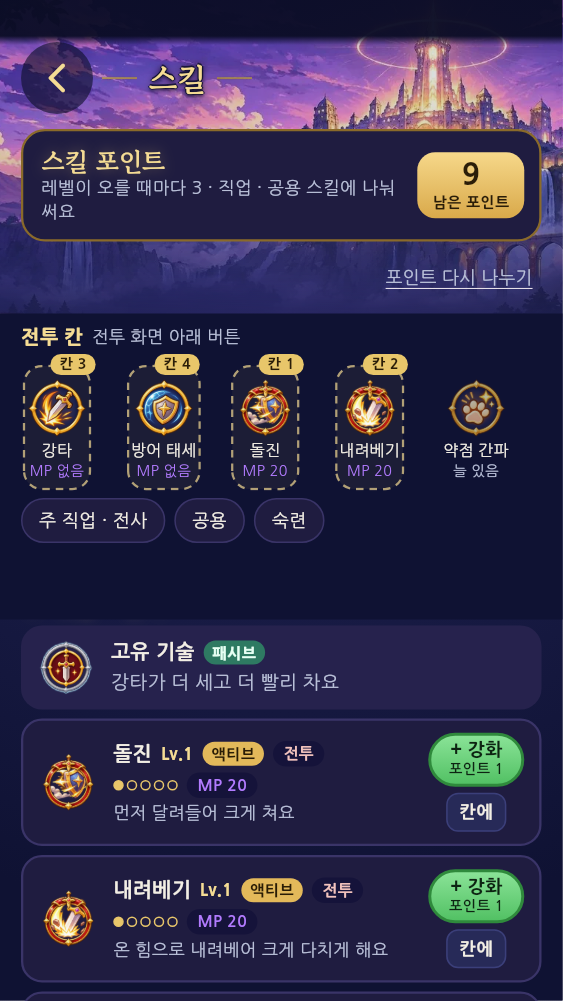 스킬
스킬 포인트
레벨이 오를 때마다 3 · 직업 · 공용 스킬에 나눠
써요
9
남은 포인트
포인트 다시 나누기
전투 칸 전투 화면 아래 버튼
칸 3
칸 4
칸 1
칸 2
강타
방어 태세
돌진
내려베기
약점 간파
MP 없음
MP 없음
MP 20
MP 20
늘 있음
주 직업 · 전사
공용
숙련
고유 기술 패시브
강타가 더 세고 더 빨리 차요
돌진 Lv.1 액티브 전투
MP 20
먼저 달려들어 크게 쳐요
+ 강화
포인트 1
칸에
내려베기 Lv.1 액티브 전투
MP 20
온 힘으로 내려베어 크게 다치게 해요
+ 강화
포인트 1
칸에